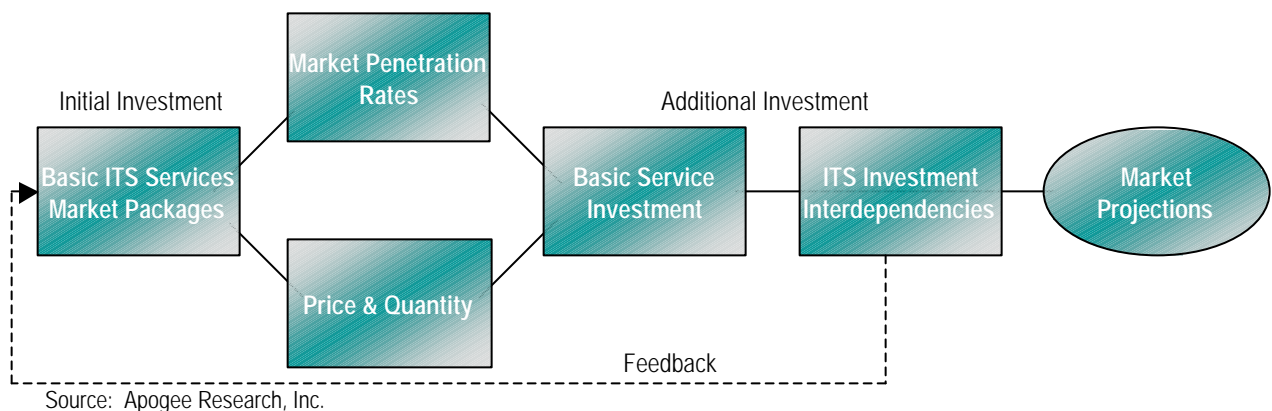 Market Penetration
Rates
Initial Investment
Additional Investment
Basic ITS Services
Market Packages
Basic Service
Investment
ITS Investment
Interdependencies
Market
Projections
Price & Quantity
Feedback
Source: Apogee Research, Inc.